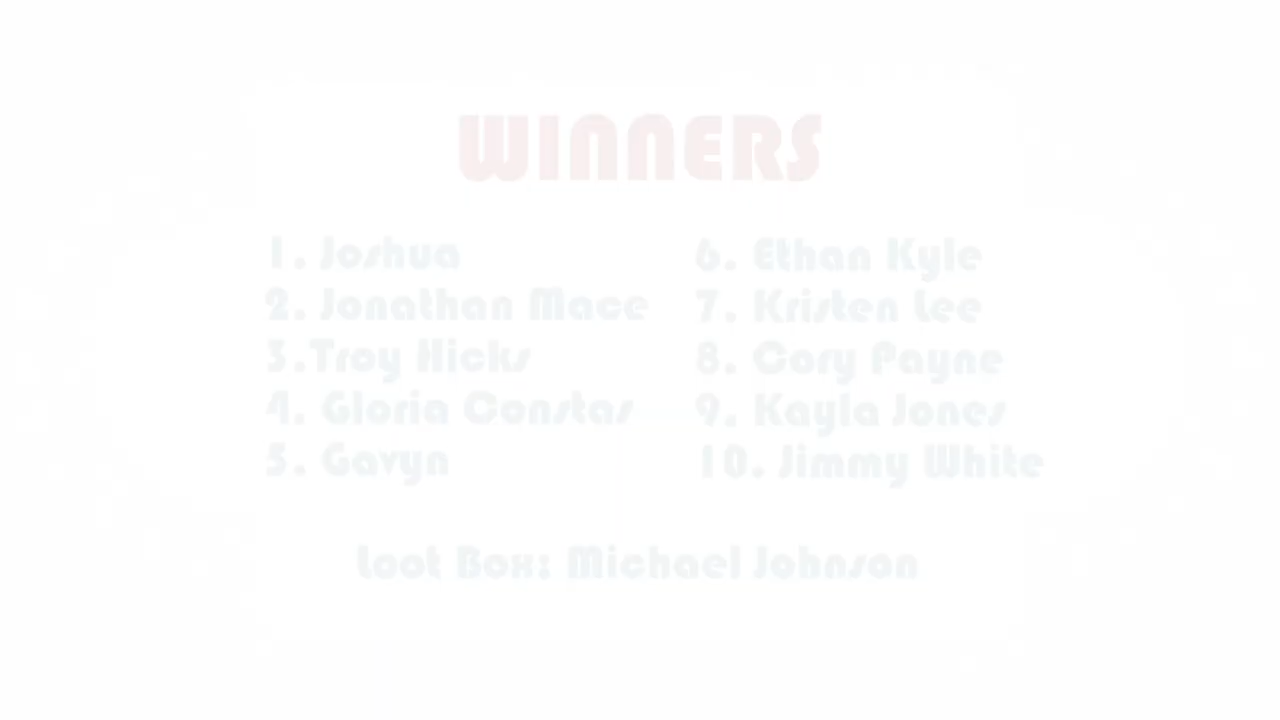 WINNERS
1. Joshua
2. Jonathan Mace
3.Troy Hicks
4. Gloria Constas
5. Gavyn
6. Ethan Kyle
7. Kristen Lee
8. Cory Payne
9. Kayla Jones
10. Jimmy White
Loot Box: Michael Johnson